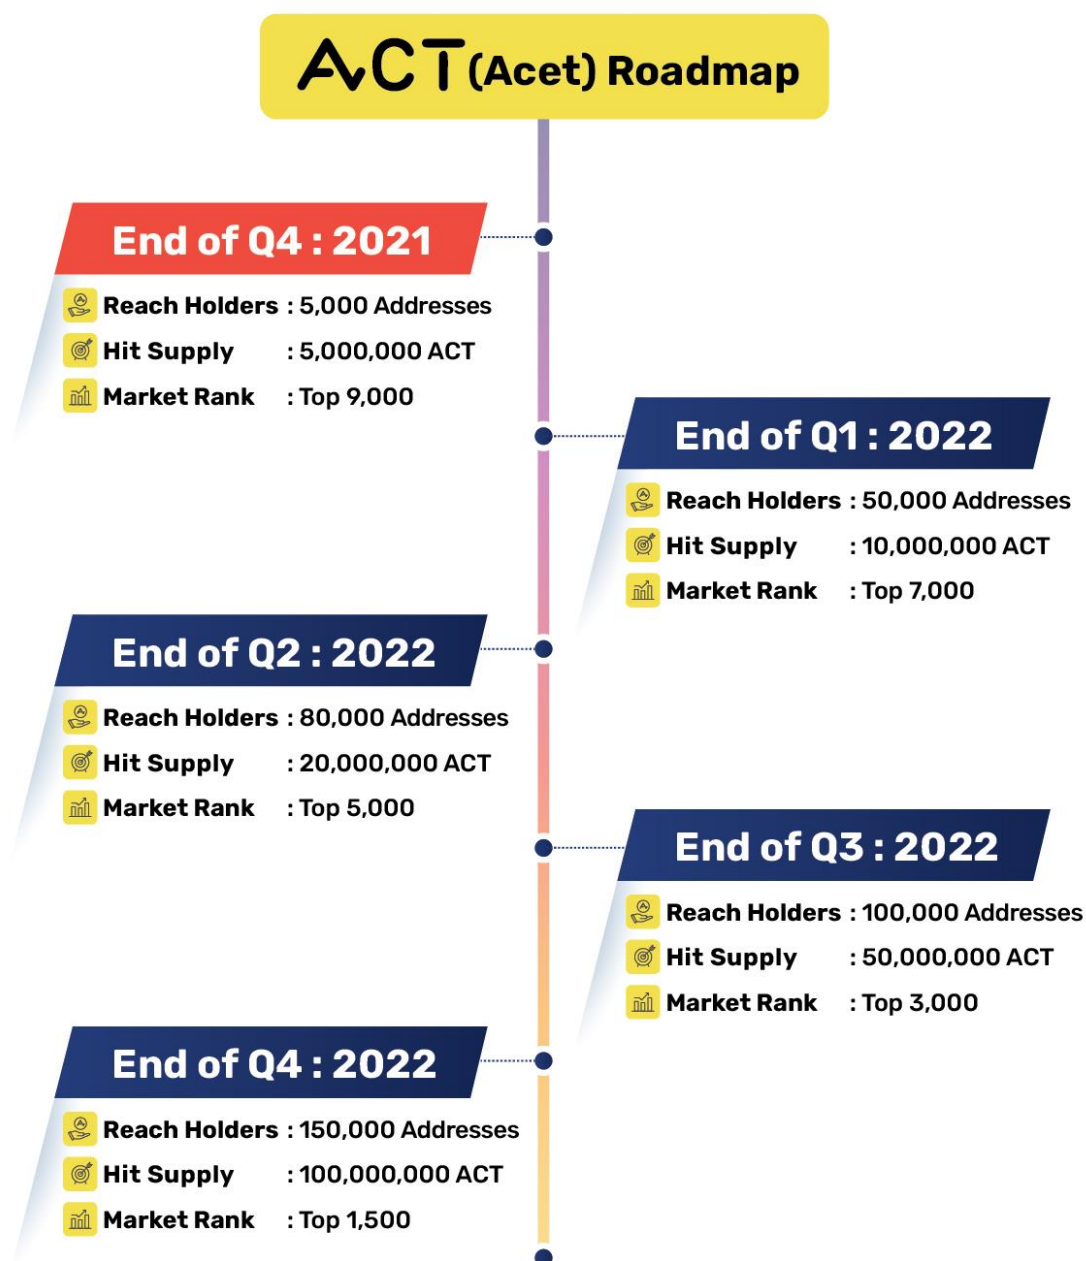 ACT (Acet) Roadmap
End of Q4 : 2021
Reach Holders : 5,000 Addresses
Hit Supply : 5,000,000 ACT
Market Rank : Top 9,000
End of Q1 : 2022
Reach Holders : 50,000 Addresses
Hit Supply : 10,000,000 ACT
Market Rank : Top 7,000
End of Q2 : 2022
Reach Holders : 80,000 Addresses
Hit Supply : 20,000,000 ACT
Market Rank : Top 5,000
End of Q3 : 2022
Reach Holders : 100,000 Addresses
Hit Supply : 50,000,000 ACT
Market Rank : Top 3,000
End of Q4 : 2022
Reach Holders : 150,000 Addresses
Hit Supply : 100,000,000 ACT
Market Rank : Top 1,500